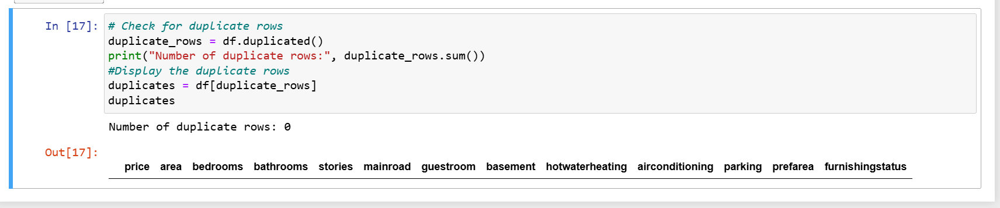 In [17]: # Check for duplicate rows
duplicate_rows = df.duplicated()
print("Number of duplicate rows:", duplicate_rows.sum())
#Display the duplicate rows
duplicates = df[duplicate_rows]
duplicates
Number of duplicate rows: 0
Out[17]:
price area bedrooms bathrooms stories mainroad guestroom basement hotwaterheating airconditioning parking prefarea furnishingstatus